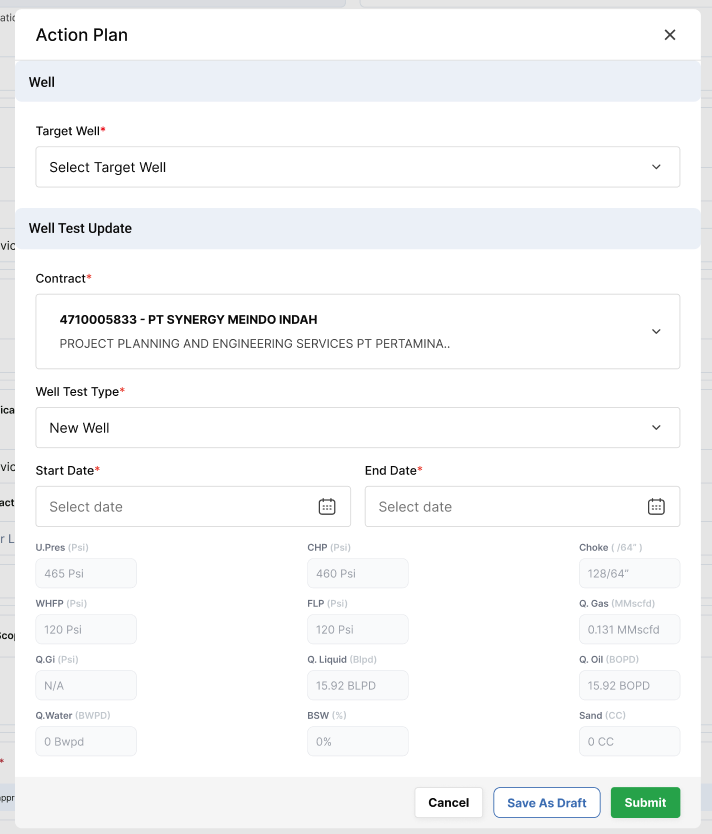 Action Plan
Well
Target Well*
Select Target Well
Well Test Update
Contract*
4710005833 - PT SYNERGY MEINDO INDAH
PROJECT PLANNING AND ENGINEERING SERVICES PT PERTAMINA..
Well Test Type*
New Well
Start Date* End Date*
Select date Select date
U.Pres (Psi) CHP (Psi) Choke ( /64" )
465 Psi 460 Psi 128/64"
WHFP (Psi) FLP (Psi) Q. Gas (MMscfd)
120 Psi 120 Psi 0.131 MMscfd
Q.Gi (Psi) Q. Liquid (Blpd) Q. Oil (BOPD)
N/A 15.92 BLPD 15.92 BOPD
Q.Water (BWPD) BSW (%) Sand (CC)
0 Bwpd 0% 0 CC
Cancel Save As Draft Submit